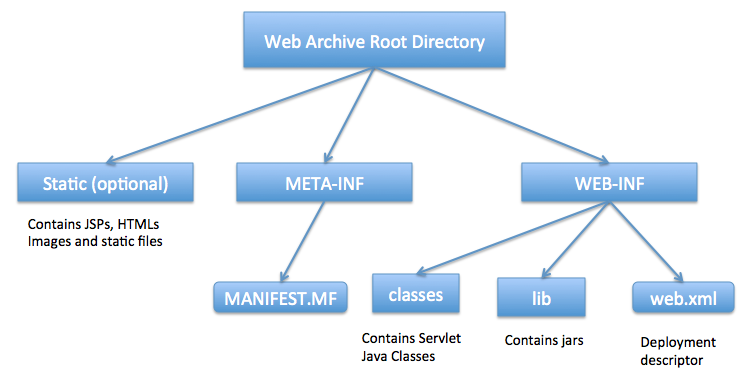 Web Archive Root Directory
Static (optional)
META-INF
WEB-INF
Contains JSPs, HTMLs
Images and static files
MANIFEST.MF
classes
lib
web.xml
Contains Servlet
Java Classes
Contains jars
Deployment
descriptor